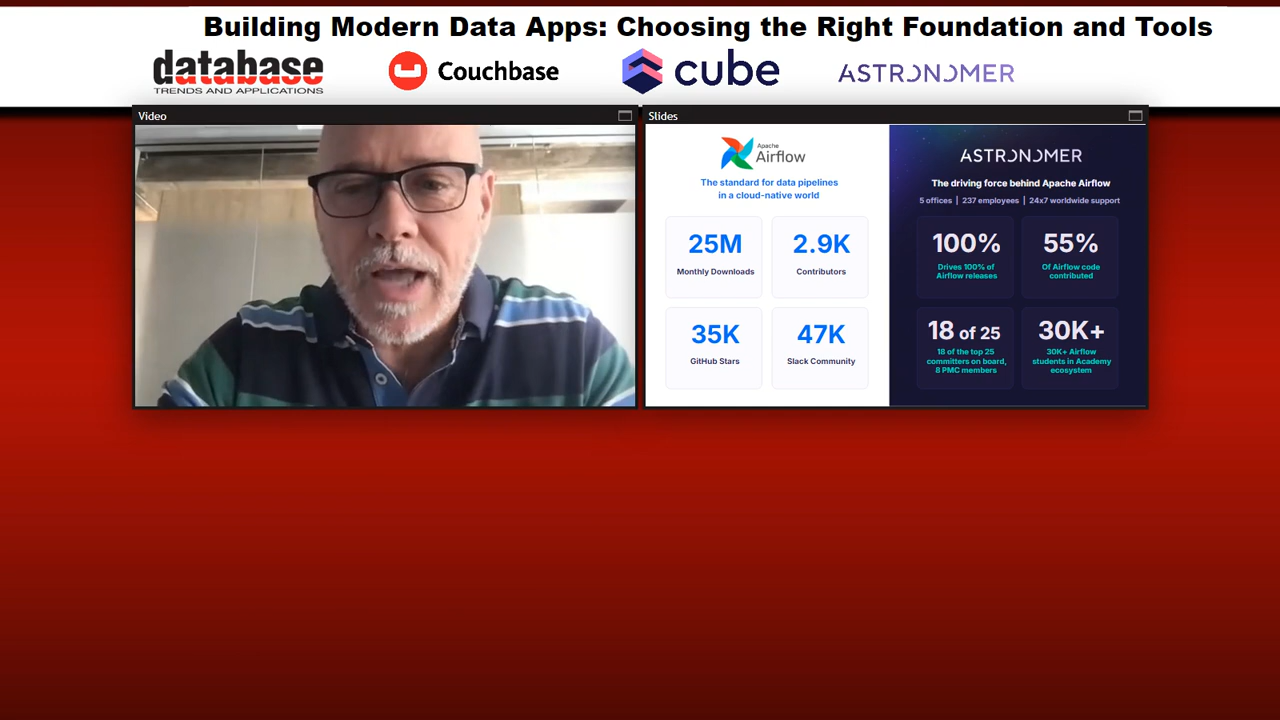 Building Modern Data Apps: Choosing the Right Foundation and Tools
database
TRENDS AND APPLICATIONS
Couchbase
cube
ASTRONOMER
Video
Slides
Apache
Airflow
The standard for data pipelines
in a cloud-native world
25M
Monthly Downloads
2.9K
Contributors
35K
GitHub Stars
47K
Slack Community
ASTRONOMER
The driving force behind Apache Airflow
5 offices | 237 employees | 24x7 worldwide support
100%
Drives 100% of
Airflow releases
55%
Of Airflow code
contributed
18 of 25
18 of the top 25
committers on board,
8 PMC members
30K+
30K+ Airflow
students in Academy
ecosystem